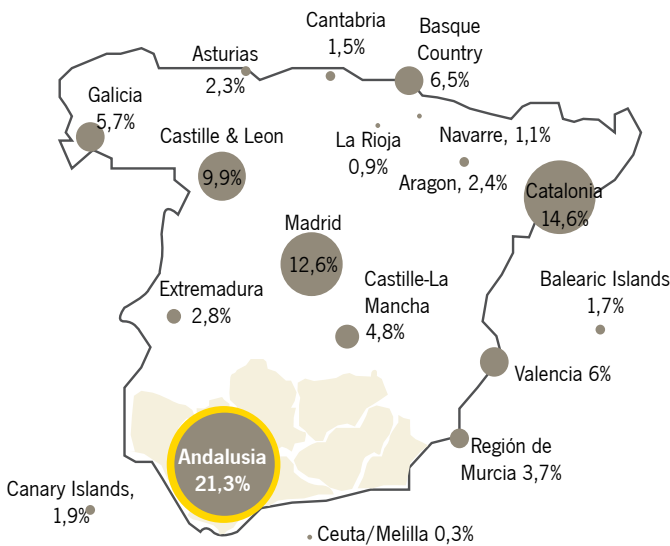 Cantabria
1,5%
Basque
Country
6,5%
Asturias
2,3%
Galicia
5,7%
Castille & Leon
9,9%
La Rioja
0,9%
Navarre, 1,1%
Aragon, 2,4%
Catalonia
14,6%
Madrid
12,6%
Extremadura
2,8%
Castille-La
Mancha
4,8%
Balearic Islands
1,7%
Valencia 6%
Andalusia
21,3%
Región de
Murcia 3,7%
Canary Islands,
1,9%
Ceuta/Melilla 0,3%